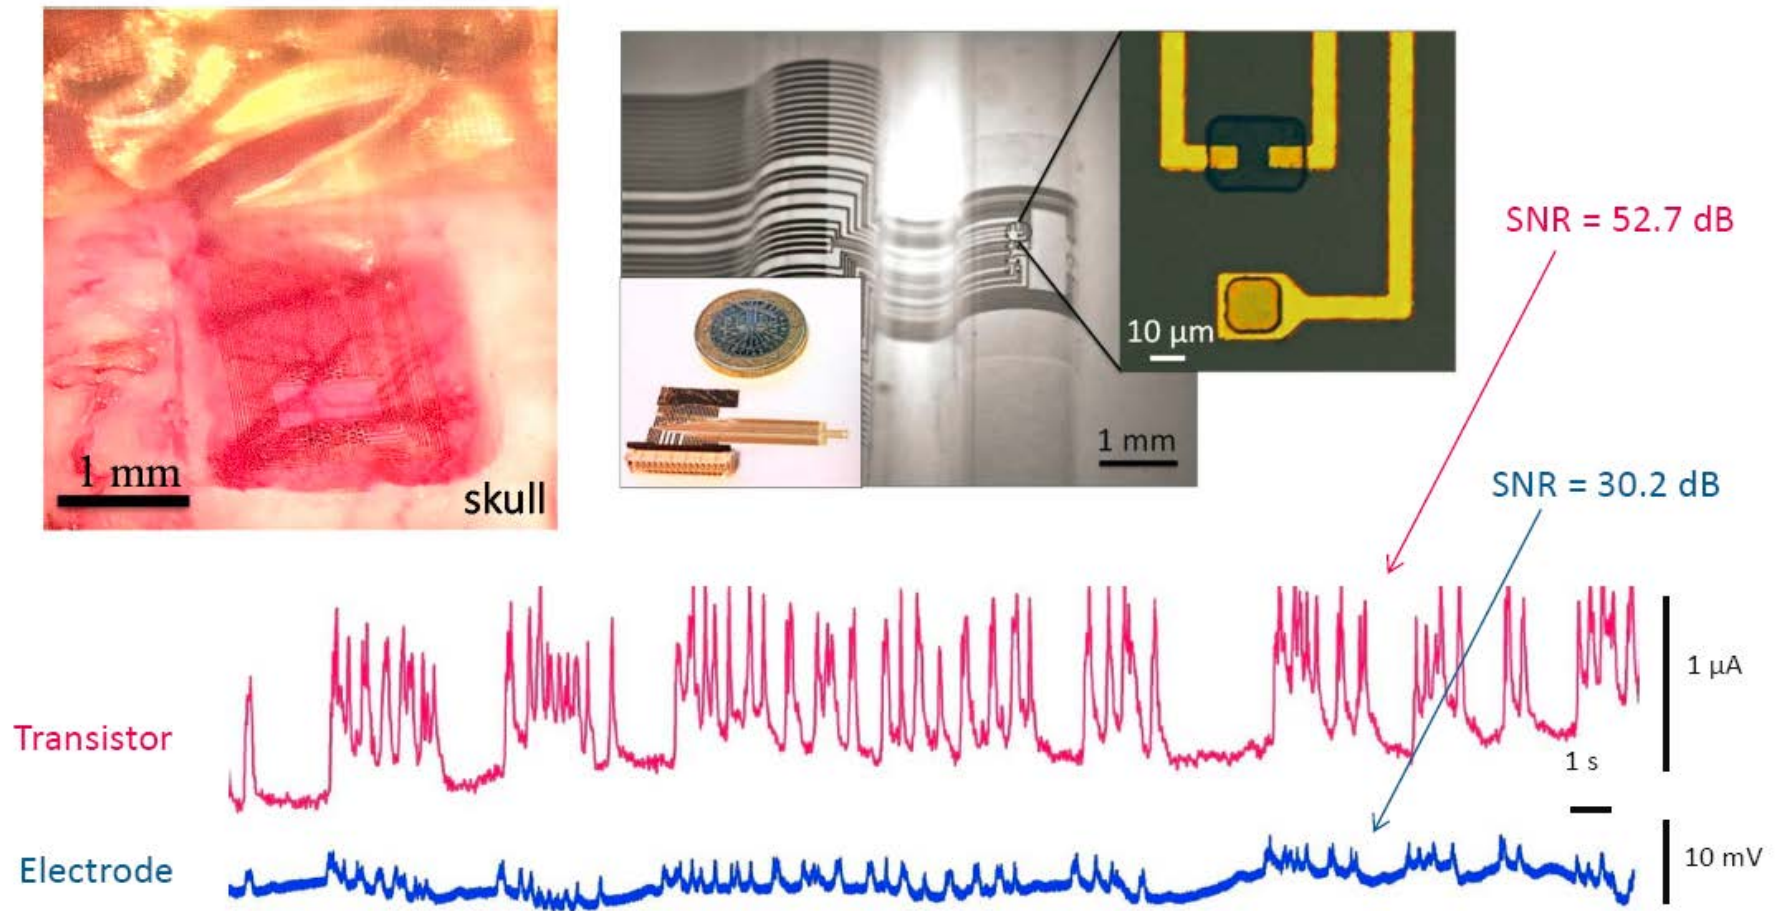 1 mm
skull
10 µm
1 mm
SNR = 52.7 dB
SNR = 30.2 dB
Transistor
1 µA
1 s
Electrode
10 mV